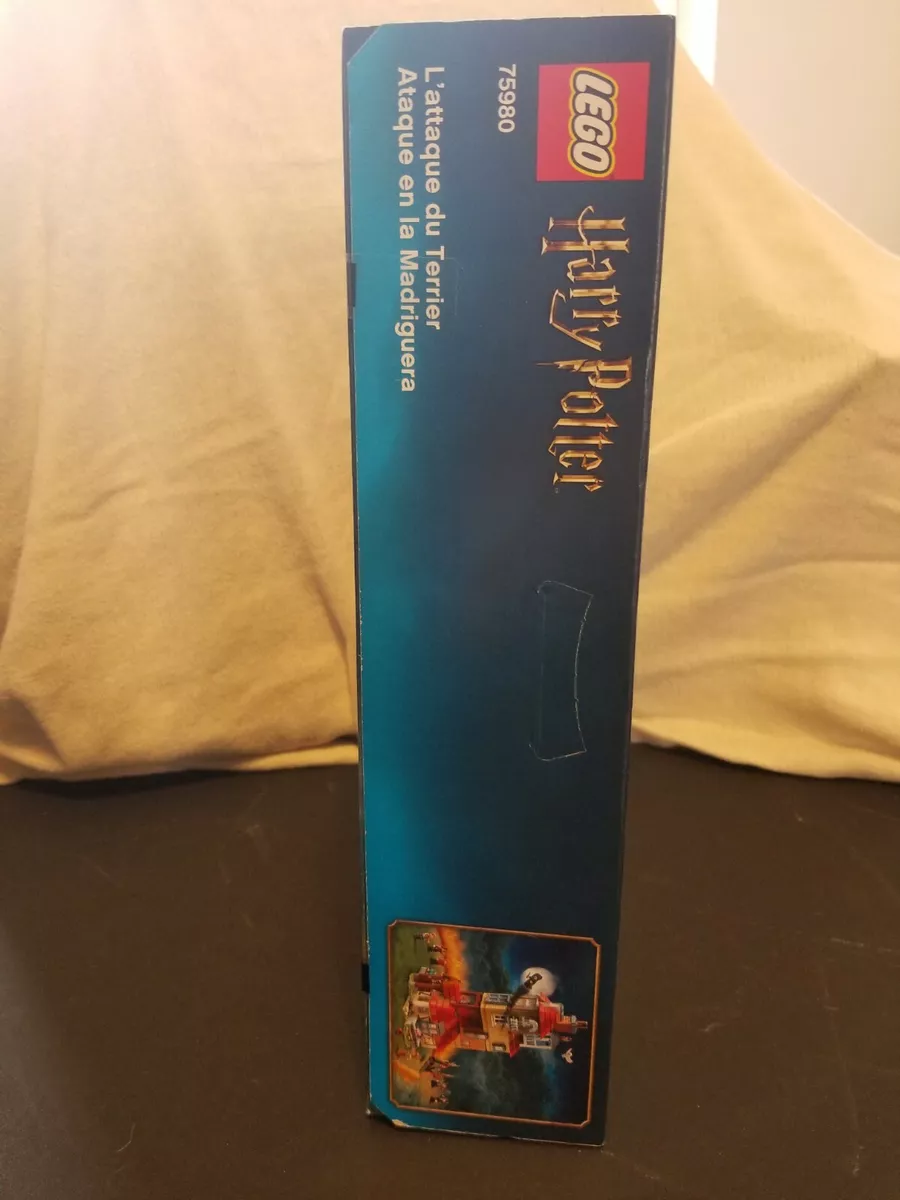 LEGO
Harry Potter
75980
L'attaque du Terrier
Ataque en la Madriguera